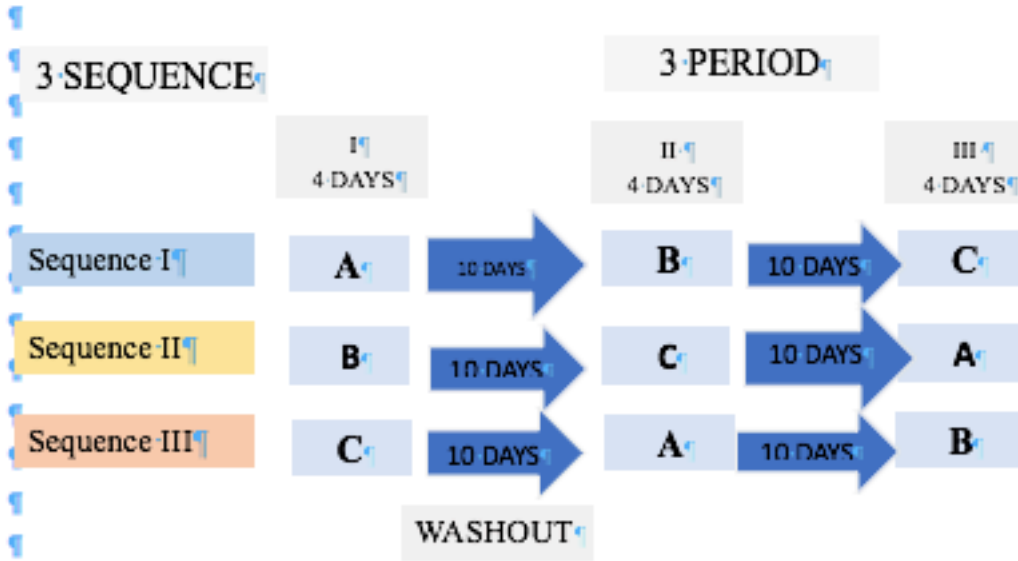 3 SEQUENCE¶
3 PERIOD¶
I¶
4 DAYS¶
II ¶
4 DAYS¶
III ¶
4 DAYS¶
Sequence I¶
A¶
10 DAYS¶
B¶
10 DAYS¶
C¶
Sequence II¶
B¶
10 DAYS¶
C¶
10 DAYS¶
A¶
Sequence III¶
C¶
10 DAYS¶
A¶
10 DAYS¶
B¶
WASHOUT¶